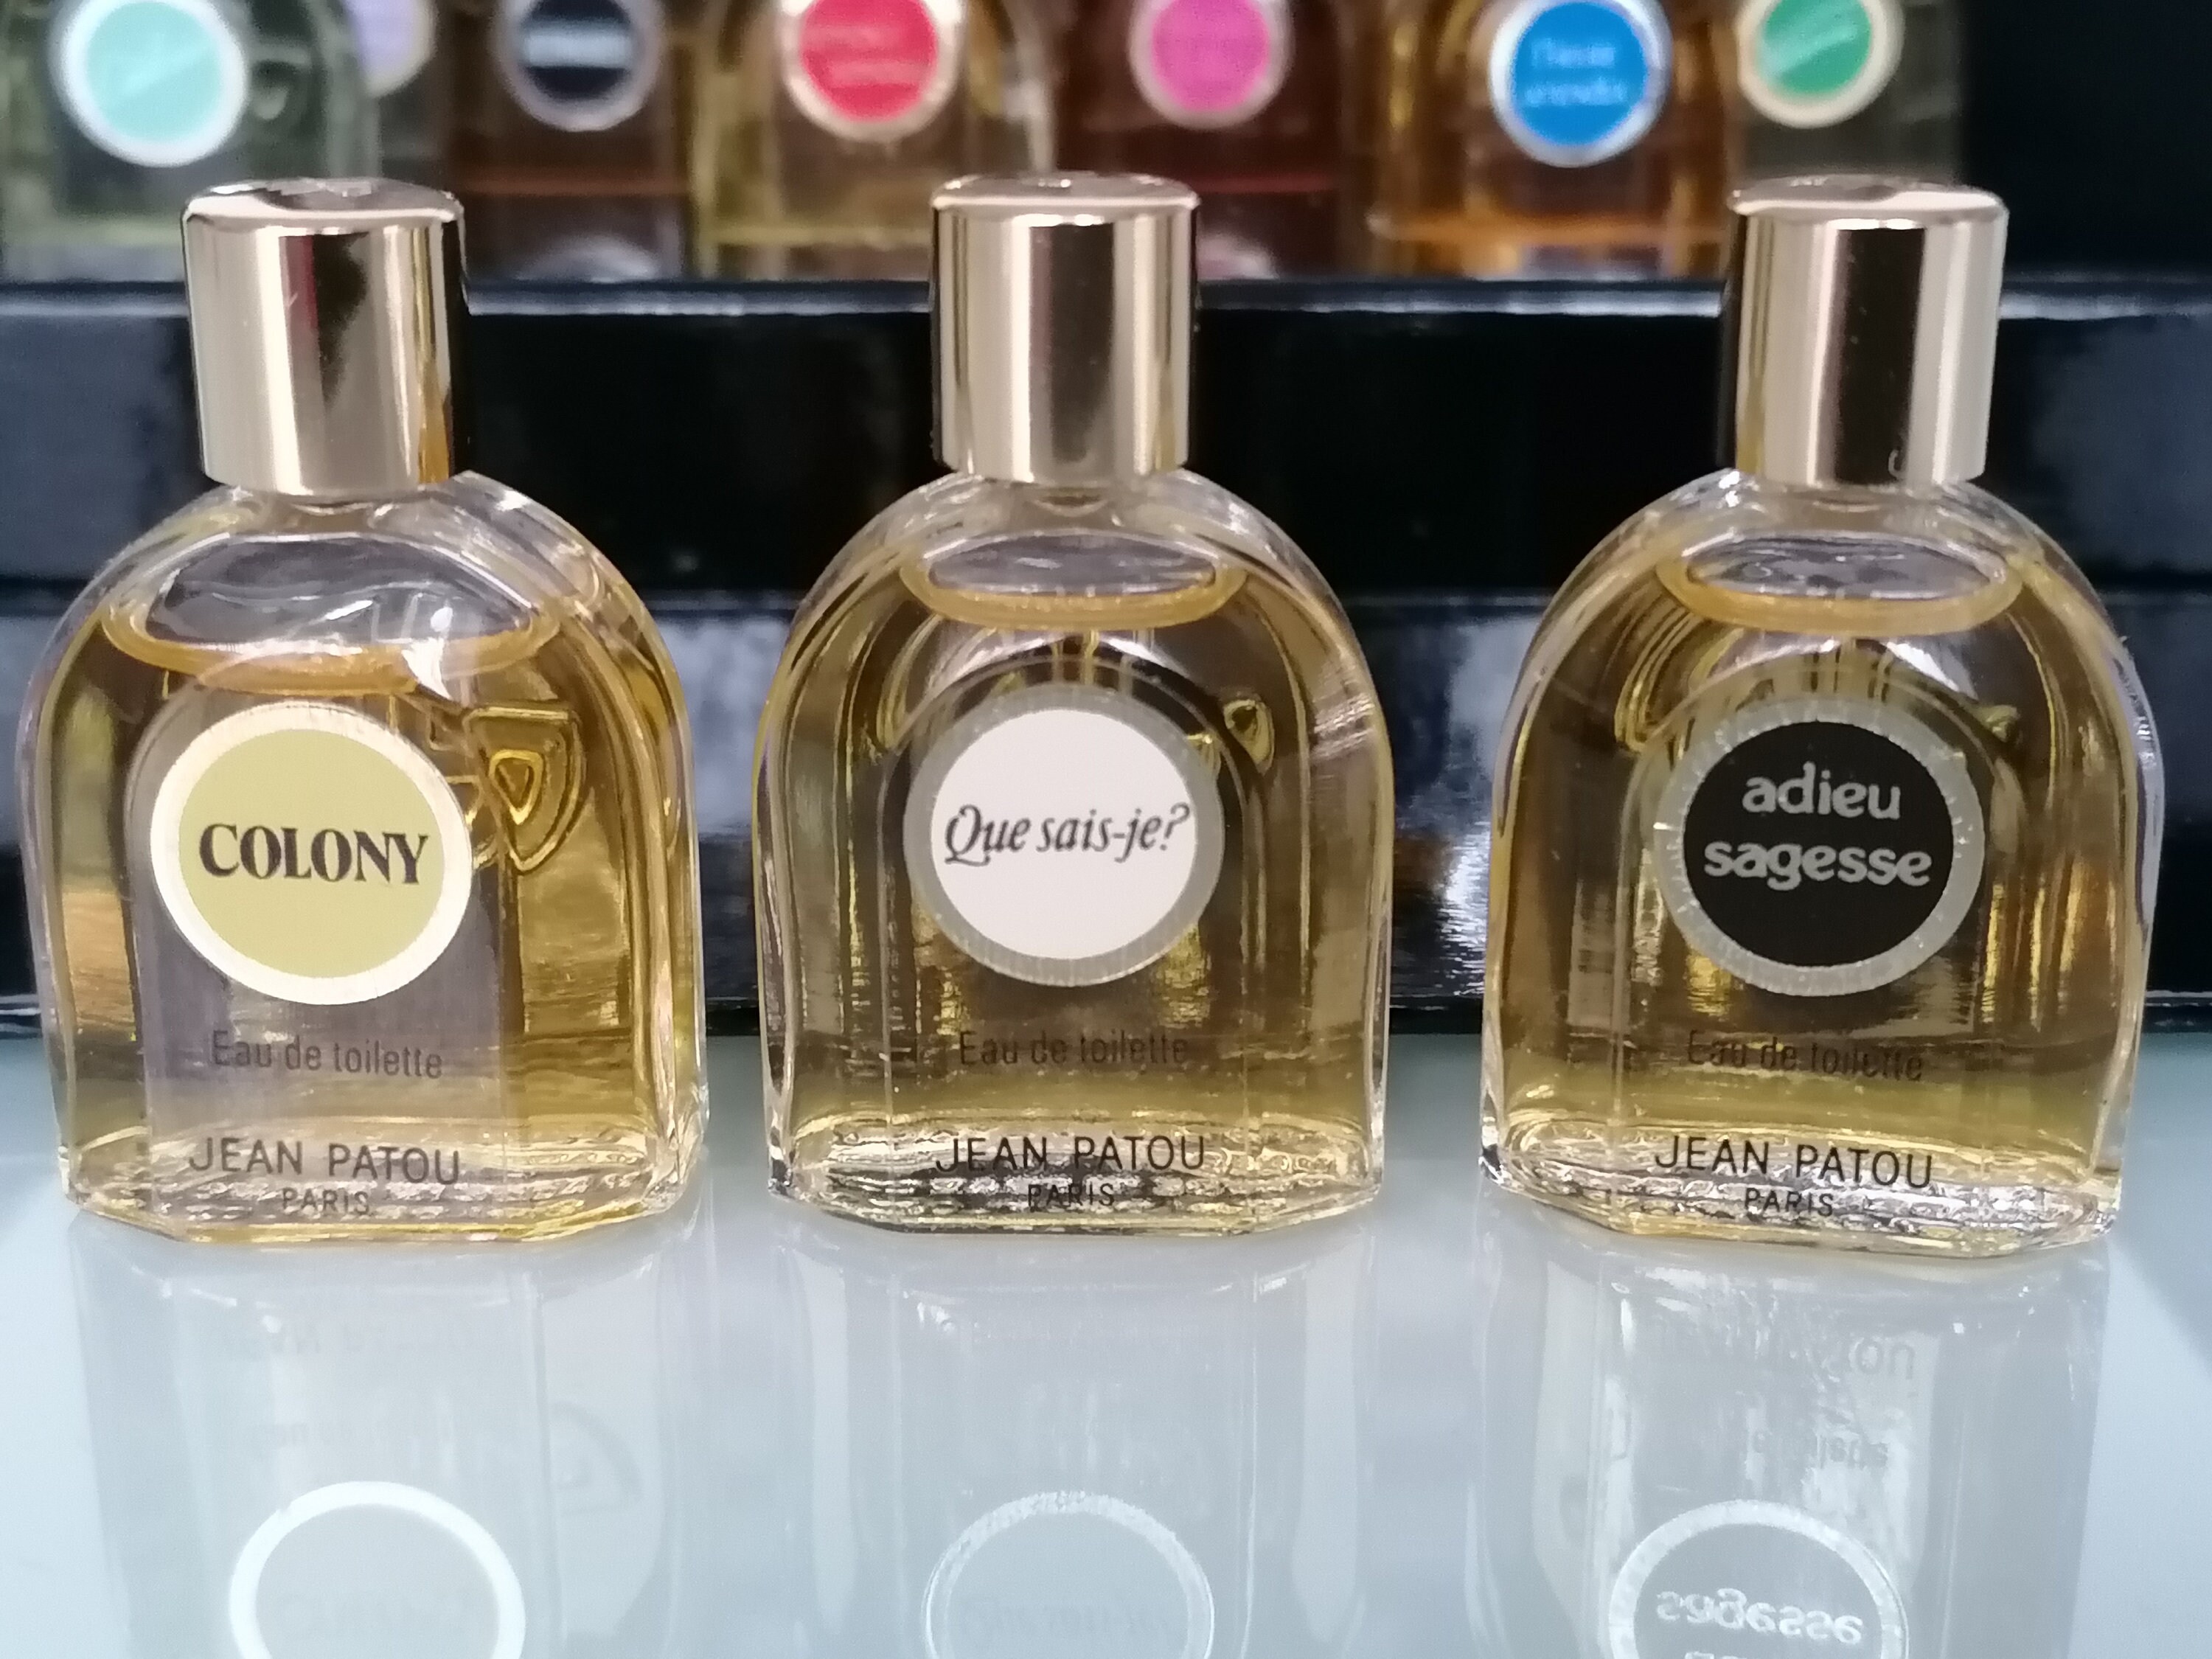 COLONY
Eau de toilette
JEAN PATOU
PARIS
Que sais-je?
Eau de toilette
JEAN PATOU
PARIS
adieu
sagesse
Eau de toilette
JEAN PATOU
PARIS